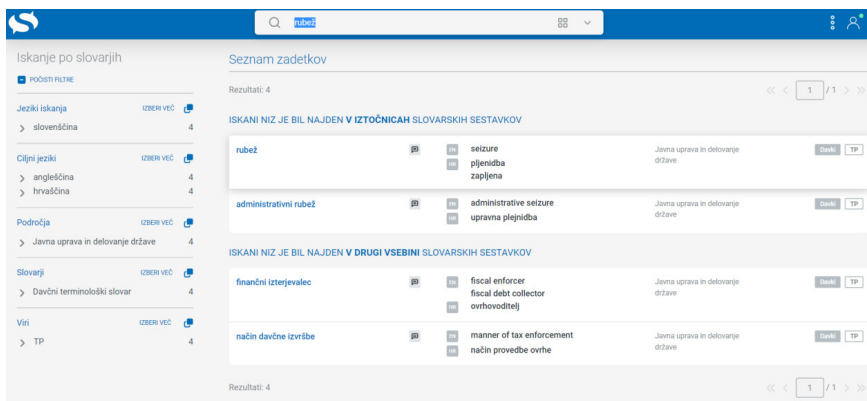 rubež
Iskanje po slovarjih
POČISTI FILTRE
Jeziki iskanja IZBERI VEČ
slovenščina 4
Ciljni jeziki IZBERI VEČ
angleščina 4
hrvaščina 4
Področja IZBERI VEČ
Javna uprava in delovanje države 4
Slovarji IZBERI VEČ
Davčni terminološki slovar 4
Viri IZBERI VEČ
TP 4
Seznam zadetkov
Rezultati: 4
1 / 1
ISKANI NIZ JE BIL NAJDEN V IZTOČNICAH SLOVARSKIH SESTAVKOV
rubež EN seizure Javna uprava in delovanje Davki TP
HR pljenidba države
zapljena
administrativni rubež EN administrative seizure Javna uprava in delovanje Davki TP
HR upravna plejnidba države
ISKANI NIZ JE BIL NAJDEN V DRUGI VSEBINI SLOVARSKIH SESTAVKOV
finančni izterjevalec EN fiscal enforcer Javna uprava in delovanje Davki TP
fiscal debt collector države
HR ovrhovoditelj
način davčne izvršbe EN manner of tax enforcement Javna uprava in delovanje Davki TP
HR način provedbe ovrhe države
Rezultati: 4
1 / 1